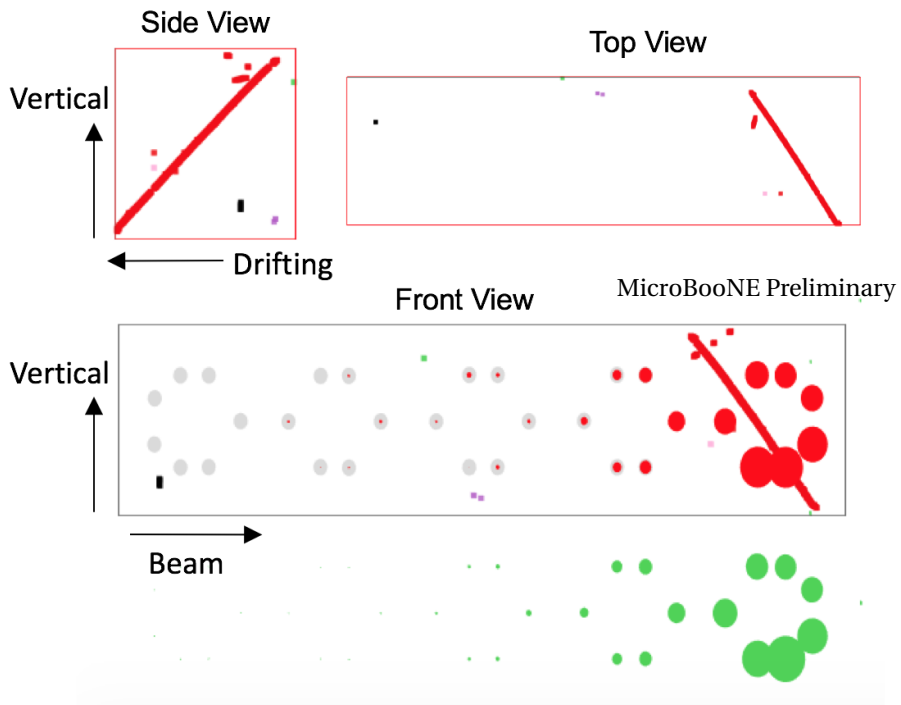 Side View
Top View
Vertical
Drifting
MicroBooNE Preliminary
Front View
Vertical
Beam